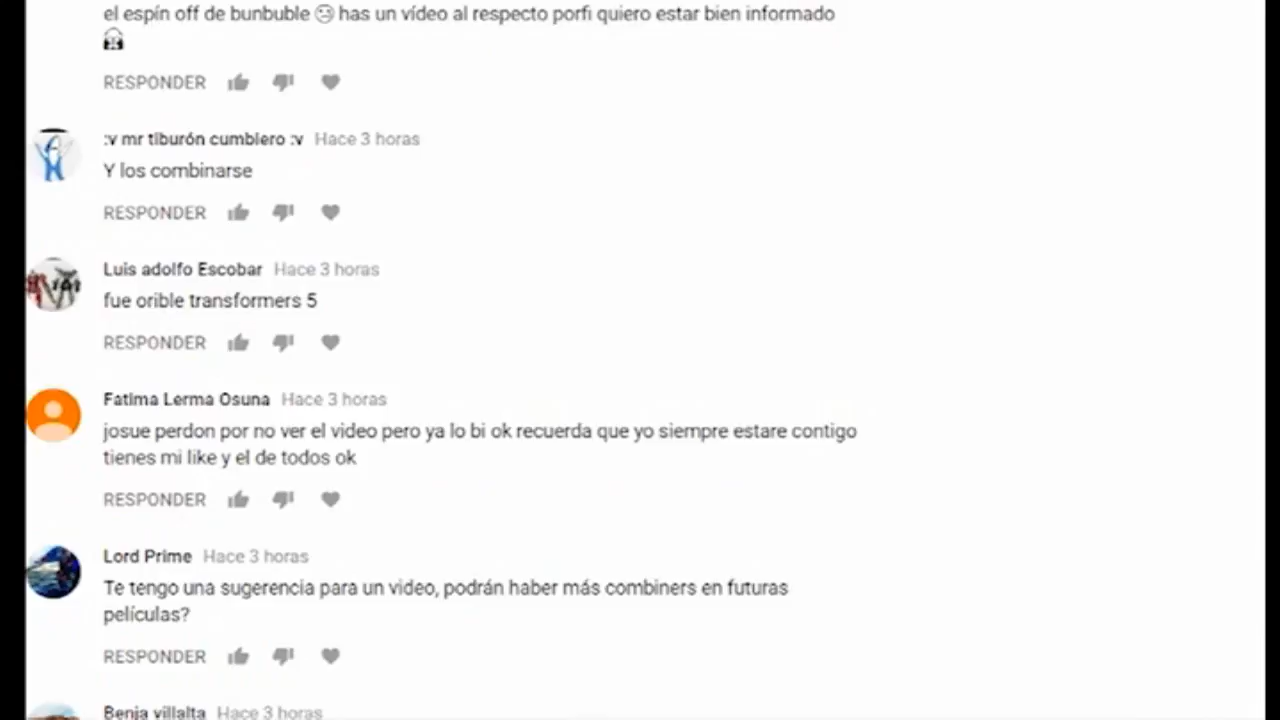 el espín off de bunbuble has un vídeo al respecto porfi quiero estar bien informado
RESPONDER
:v mr tiburón cumbiero :v Hace 3 horas
Y los combinarse
RESPONDER
Luis adolfo Escobar Hace 3 horas
fue orible transformers 5
RESPONDER
Fatima Lerma Osuna Hace 3 horas
josue perdon por no ver el video pero ya lo bi ok recuerda que yo siempre estare contigo
tienes mi like y el de todos ok
RESPONDER
Lord Prime Hace 3 horas
Te tengo una sugerencia para un video, podrán haber más combiners en futuras
películas?
RESPONDER
Benja villalta Hace 3 horas